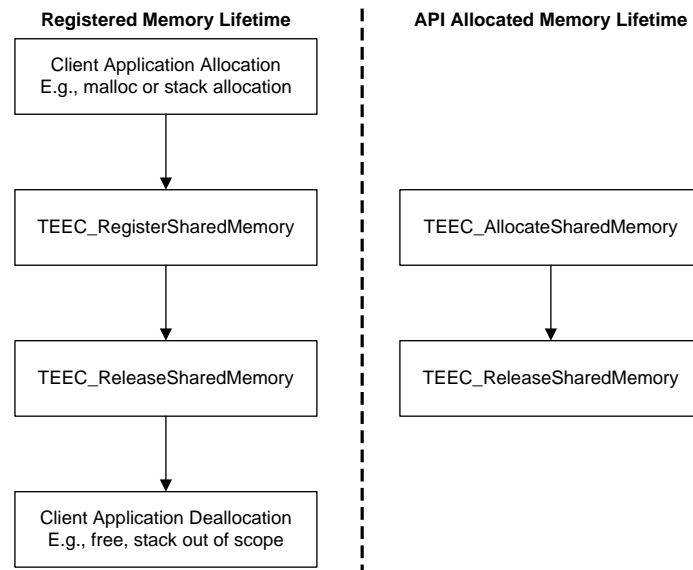 Registered Memory Lifetime
Client Application Allocation
E.g., malloc or stack allocation
TEEC_RegisterSharedMemory
TEEC_ReleaseSharedMemory
Client Application Deallocation
E.g., free, stack out of scope
API Allocated Memory Lifetime
TEEC_AllocateSharedMemory
TEEC_ReleaseSharedMemory